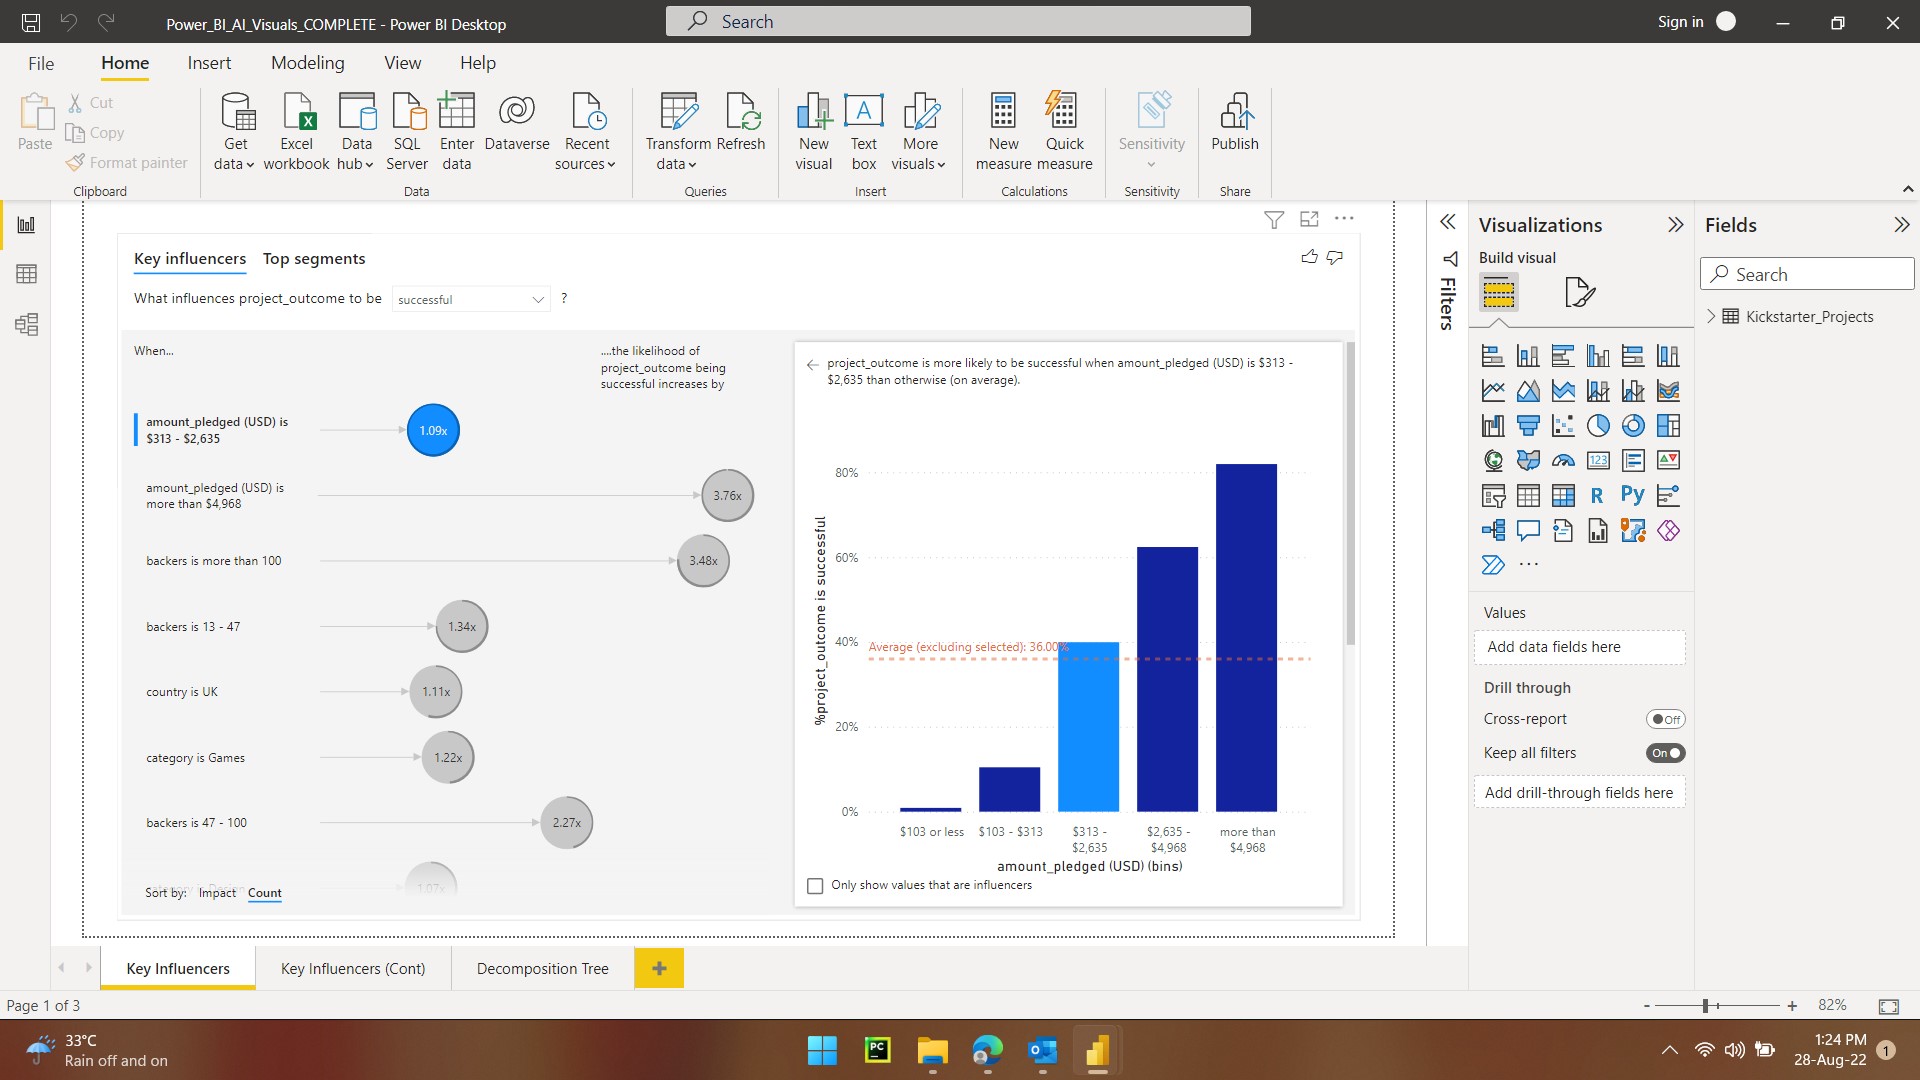 Power_BI_AI_Visuals_COMPLETE - Power BI Desktop
Search
Sign in
File
Home
Insert
Modeling
View
Help
Paste
Cut
Copy
Format painter
Clipboard
Get data
Excel workbook
Data hub
SQL Server
Enter data
Dataverse
Recent sources
Data
Transform data
Refresh
Queries
New visual
Text box
More visuals
Insert
New measure
Quick measure
Calculations
Sensitivity
Sensitivity
Publish
Share
Key influencers
Top segments
What influences project_outcome to be
successful
?
When...
....the likelihood of
project_outcome being
successful increases by
amount_pledged (USD) is
$313 - $2,635
1.09x
amount_pledged (USD) is
more than $4,968
3.76x
backers is more than 100
3.48x
backers is 13 - 47
1.34x
country is UK
1.11x
category is Games
1.22x
backers is 47 - 100
2.27x
category is Design
1.07x
Sort by:
Impact
Count
project_outcome is more likely to be successful when amount_pledged (USD) is $313 -
$2,635 than otherwise (on average).
%project_outcome is successful
80%
60%
40%
20%
0%
Average (excluding selected): 36.00%
$103 or less
$103 - $313
$313 -
$2,635
$2,635 -
$4,968
more than
$4,968
amount_pledged (USD) (bins)
Only show values that are influencers
Filters
Visualizations
Build visual
123
R
Py
Values
Add data fields here
Drill through
Cross-report
Off
Keep all filters
On
Add drill-through fields here
Fields
Search
Kickstarter_Projects
Key Influencers
Key Influencers (Cont)
Decomposition Tree
Page 1 of 3
-
+
82%
33°C
Rain off and on
PC
1:24 PM
28-Aug-22
1